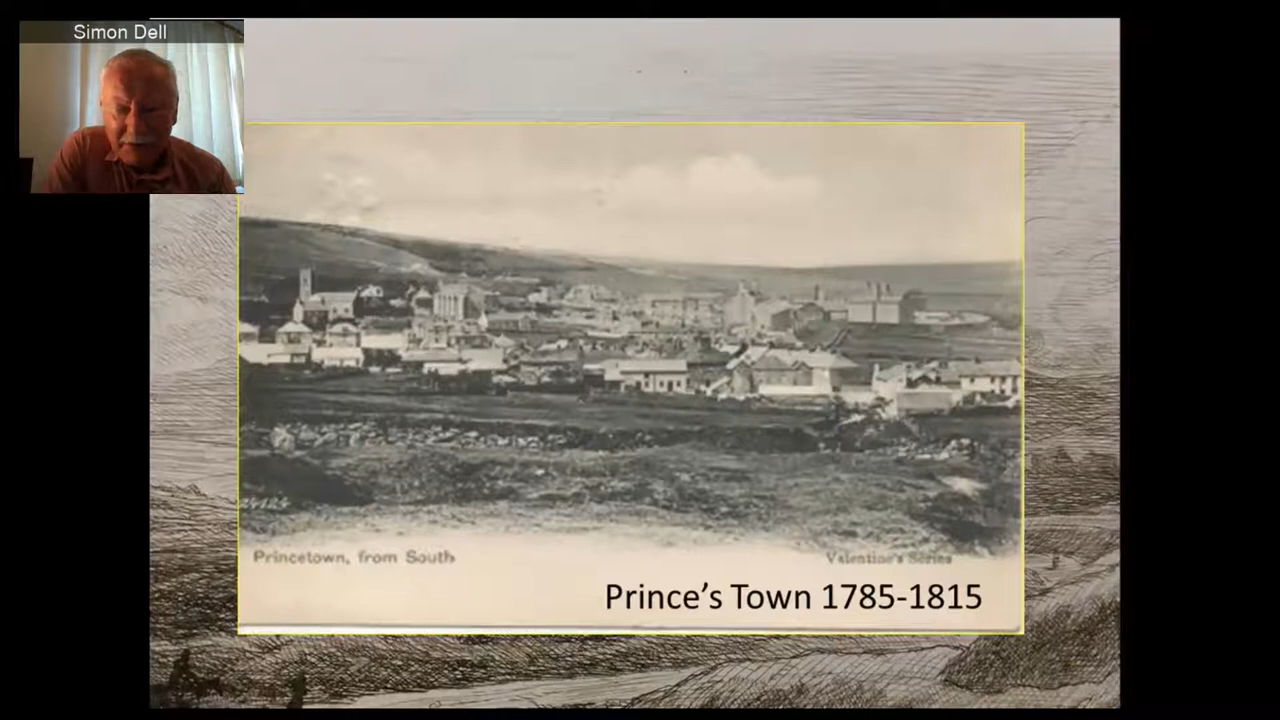 Simon Dell
Princetown, from South
Valentine's Series
Prince's Town 1785-1815